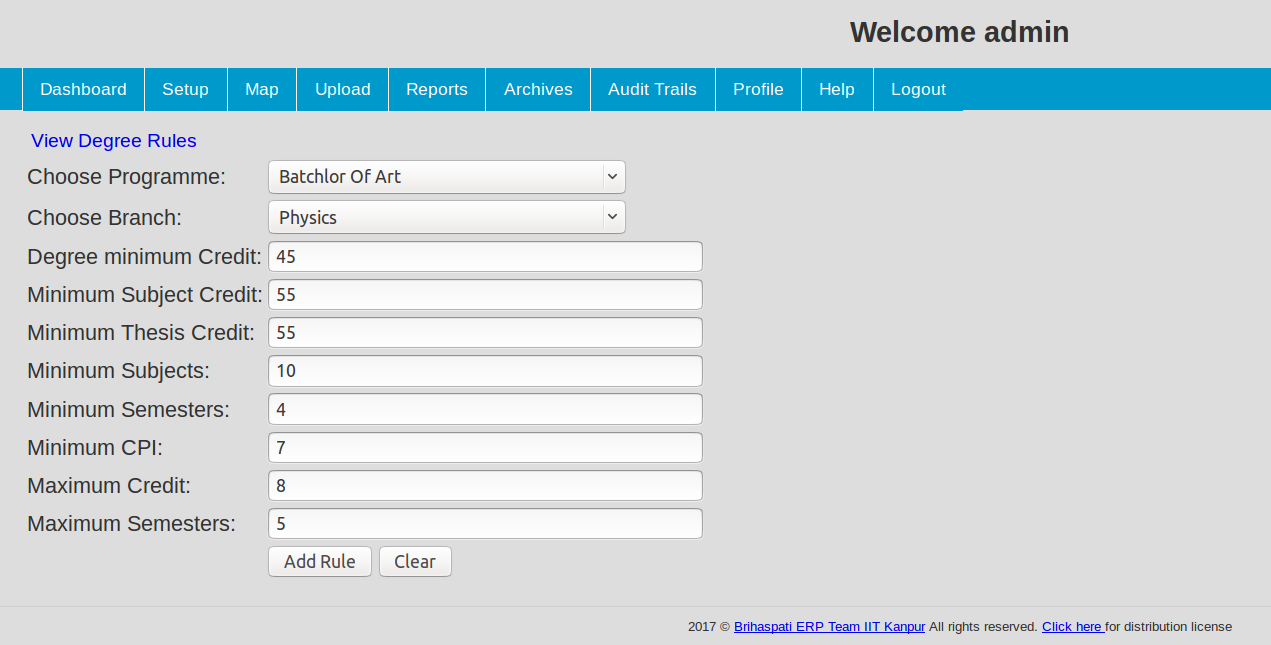 Welcome admin
Dashboard Setup Map Upload Reports Archives Audit Trails Profile Help Logout
View Degree Rules
Choose Programme: Batchlor Of Art
Choose Branch: Physics
Degree minimum Credit: 45
Minimum Subject Credit: 55
Minimum Thesis Credit: 55
Minimum Subjects: 10
Minimum Semesters: 4
Minimum CPI: 7
Maximum Credit: 8
Maximum Semesters: 5
Add Rule Clear
2017 © Brihaspati ERP Team IIT Kanpur All rights reserved. Click here for distribution license